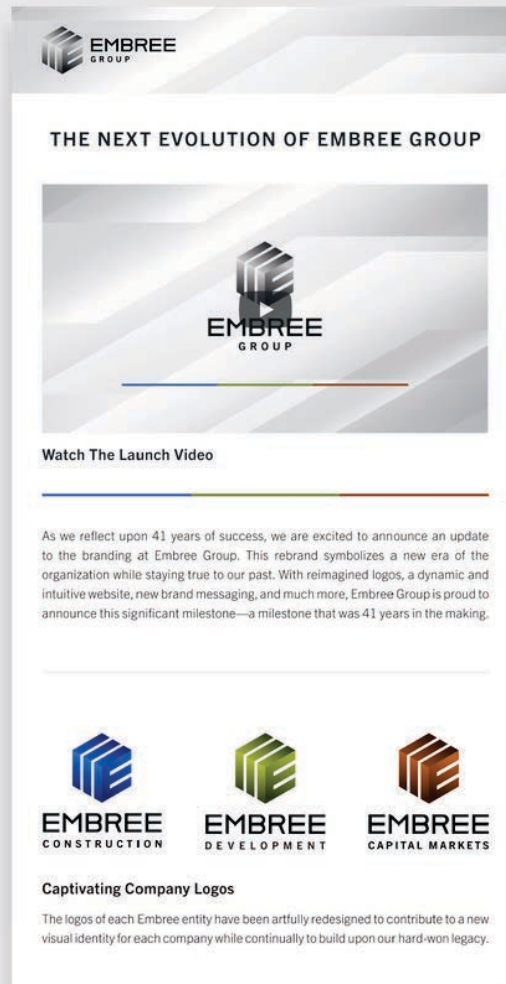 EMBREE
GROUP
THE NEXT EVOLUTION OF EMBREE GROUP
EMBREE
GROUP
Watch The Launch Video
As we reflect upon 41 years of success, we are excited to announce an update
to the branding at Embree Group. This rebrand symbolizes a new era of the
organization while staying true to our past. With reimagined logos, a dynamic and
intuitive website, new brand messaging, and much more, Embree Group is proud to
announce this significant milestone—a milestone that was 41 years in the making.
EMBREE
CONSTRUCTION
EMBREE
DEVELOPMENT
EMBREE
CAPITAL MARKETS
Captivating Company Logos
The logos of each Embree entity have been artfully redesigned to contribute to a new
visual identity for each company while continually to build upon our hard-won legacy.